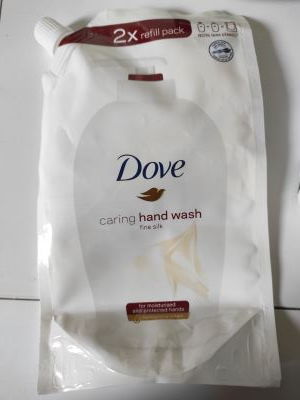 2x refill pack
Dove
caring hand wash
fine silk
for moisturised
and protected hands